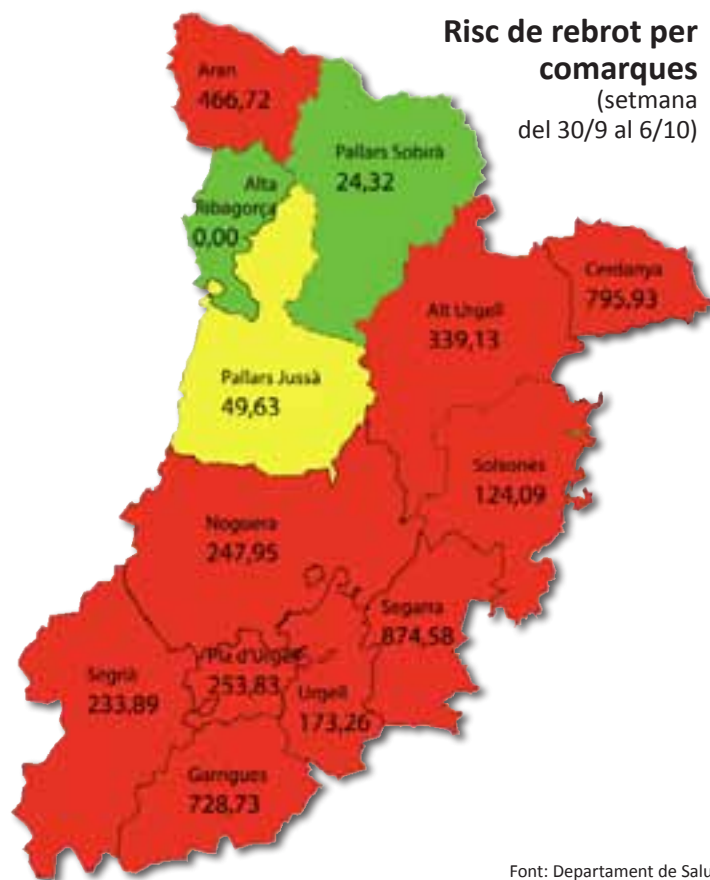 Risc de rebrot per
comarques
(setmana
del 30/9 al 6/10)
Aran
466,72
Pallars Sobirà
24,32
Alta
Ribagorça
0,00
Cerdanya
795,93
Alt Urgell
339,13
Pallars Jussà
49,63
Solsonès
124,09
Noguera
247,95
Segarra
874,58
Pla d'Urgell
253,83
Segrià
233,89
Urgell
173,26
Garrigues
728,73
Font: Departament de Salu